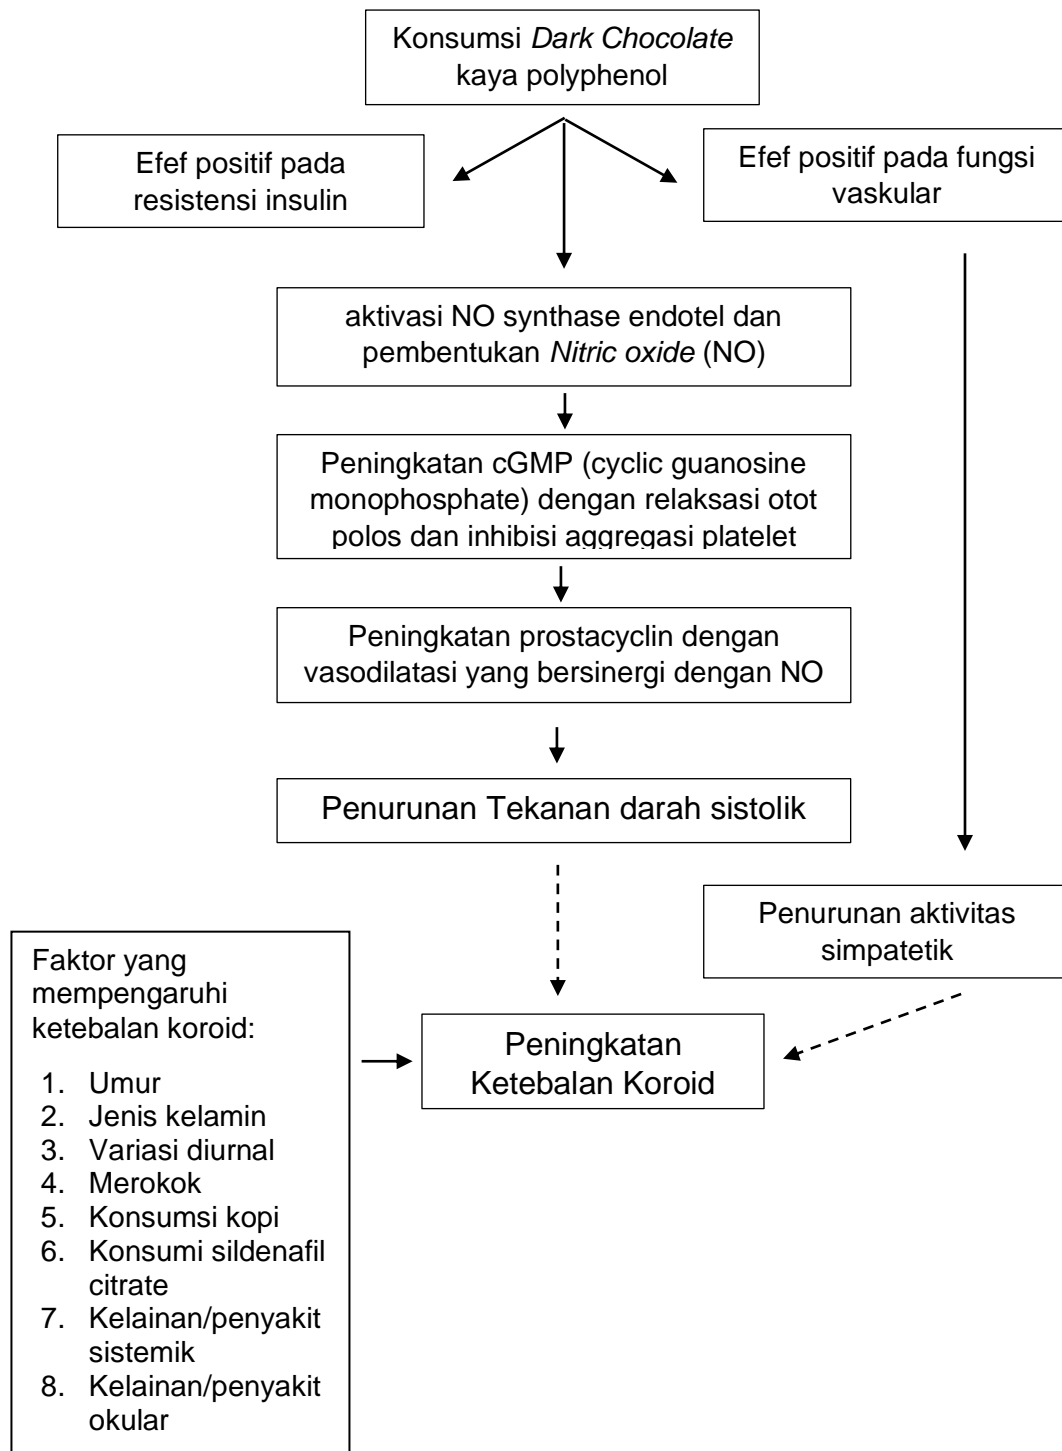 Konsumsi Dark Chocolate
kaya polyphenol
Efef positif pada
resistensi insulin
Efef positif pada fungsi
vaskular
aktivasi NO synthase endotel dan
pembentukan Nitric oxide (NO)
Peningkatan cGMP (cyclic guanosine
monophosphate) dengan relaksasi otot
polos dan inhibisi aggregasi platelet
Peningkatan prostacyclin dengan
vasodilatasi yang bersinergi dengan NO
Penurunan Tekanan darah sistolik
Penurunan aktivitas
simpatetik
Faktor yang
mempengaruhi
ketebalan koroid:
1. Umur
2. Jenis kelamin
3. Variasi diurnal
4. Merokok
5. Konsumsi kopi
6. Konsumi sildenafil
citrate
7. Kelainan/penyakit
sistemik
8. Kelainan/penyakit
okular
Peningkatan
Ketebalan Koroid